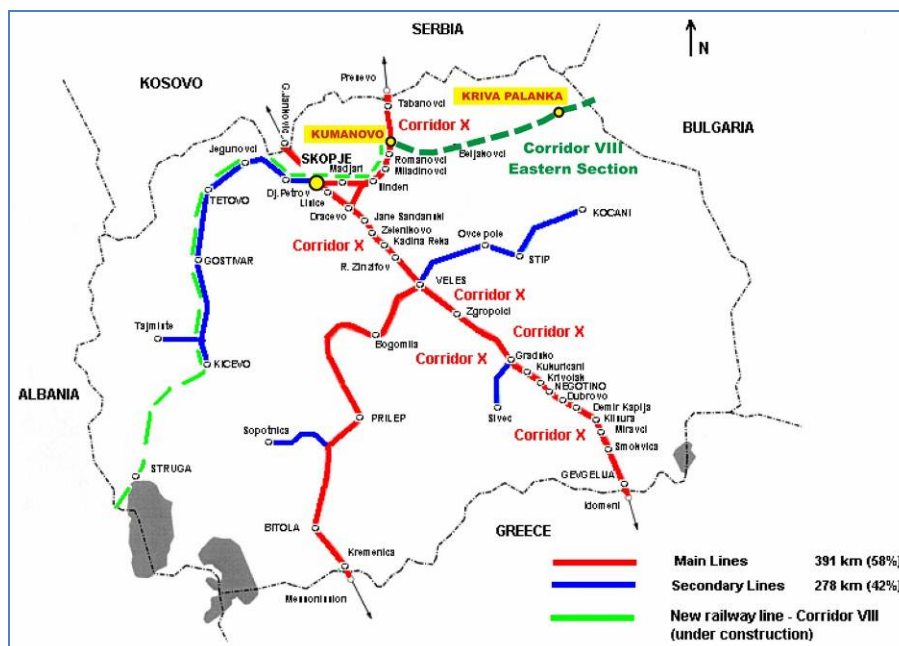 SERBIA
N
KOSOVO
Presevo
G.Jankovic
Tabanovci
KRIVA PALANKA
Corridor X
KUMANOVO
BULGARIA
Corridor VIII
Eastern Section
Beljakovci
Jegunovci
SKOPJE
Romanovci
Madjari
Miladinovci
Ilinden
TETOVO
Dj.Petrov
Lisice
Dracevo
KOCANI
Jane Sandanski
Zelenikovo
Kadina Reka
Ovce pole
Corridor X
STIP
GOSTIVAR
R. Zinzifov
VELES
Corridor X
Zgropolci
Tajmiste
Bogomila
Corridor X
Corridor X
Gradsko
KICEVO
Kukuricani
Krivolak
NEGOTINO
Dubrovo
ALBANIA
Demir Kapija
Sivec
PRILEP
Klisura
Miravci
Corridor X
Sopotnica
Smokvica
STRUGA
GEVGELIJA
Idomeni
BITOLA
GREECE
Kremenica
Main Lines 391 km (58%)
Secondary Lines 278 km (42%)
New railway line - Corridor VIII
(under construction)